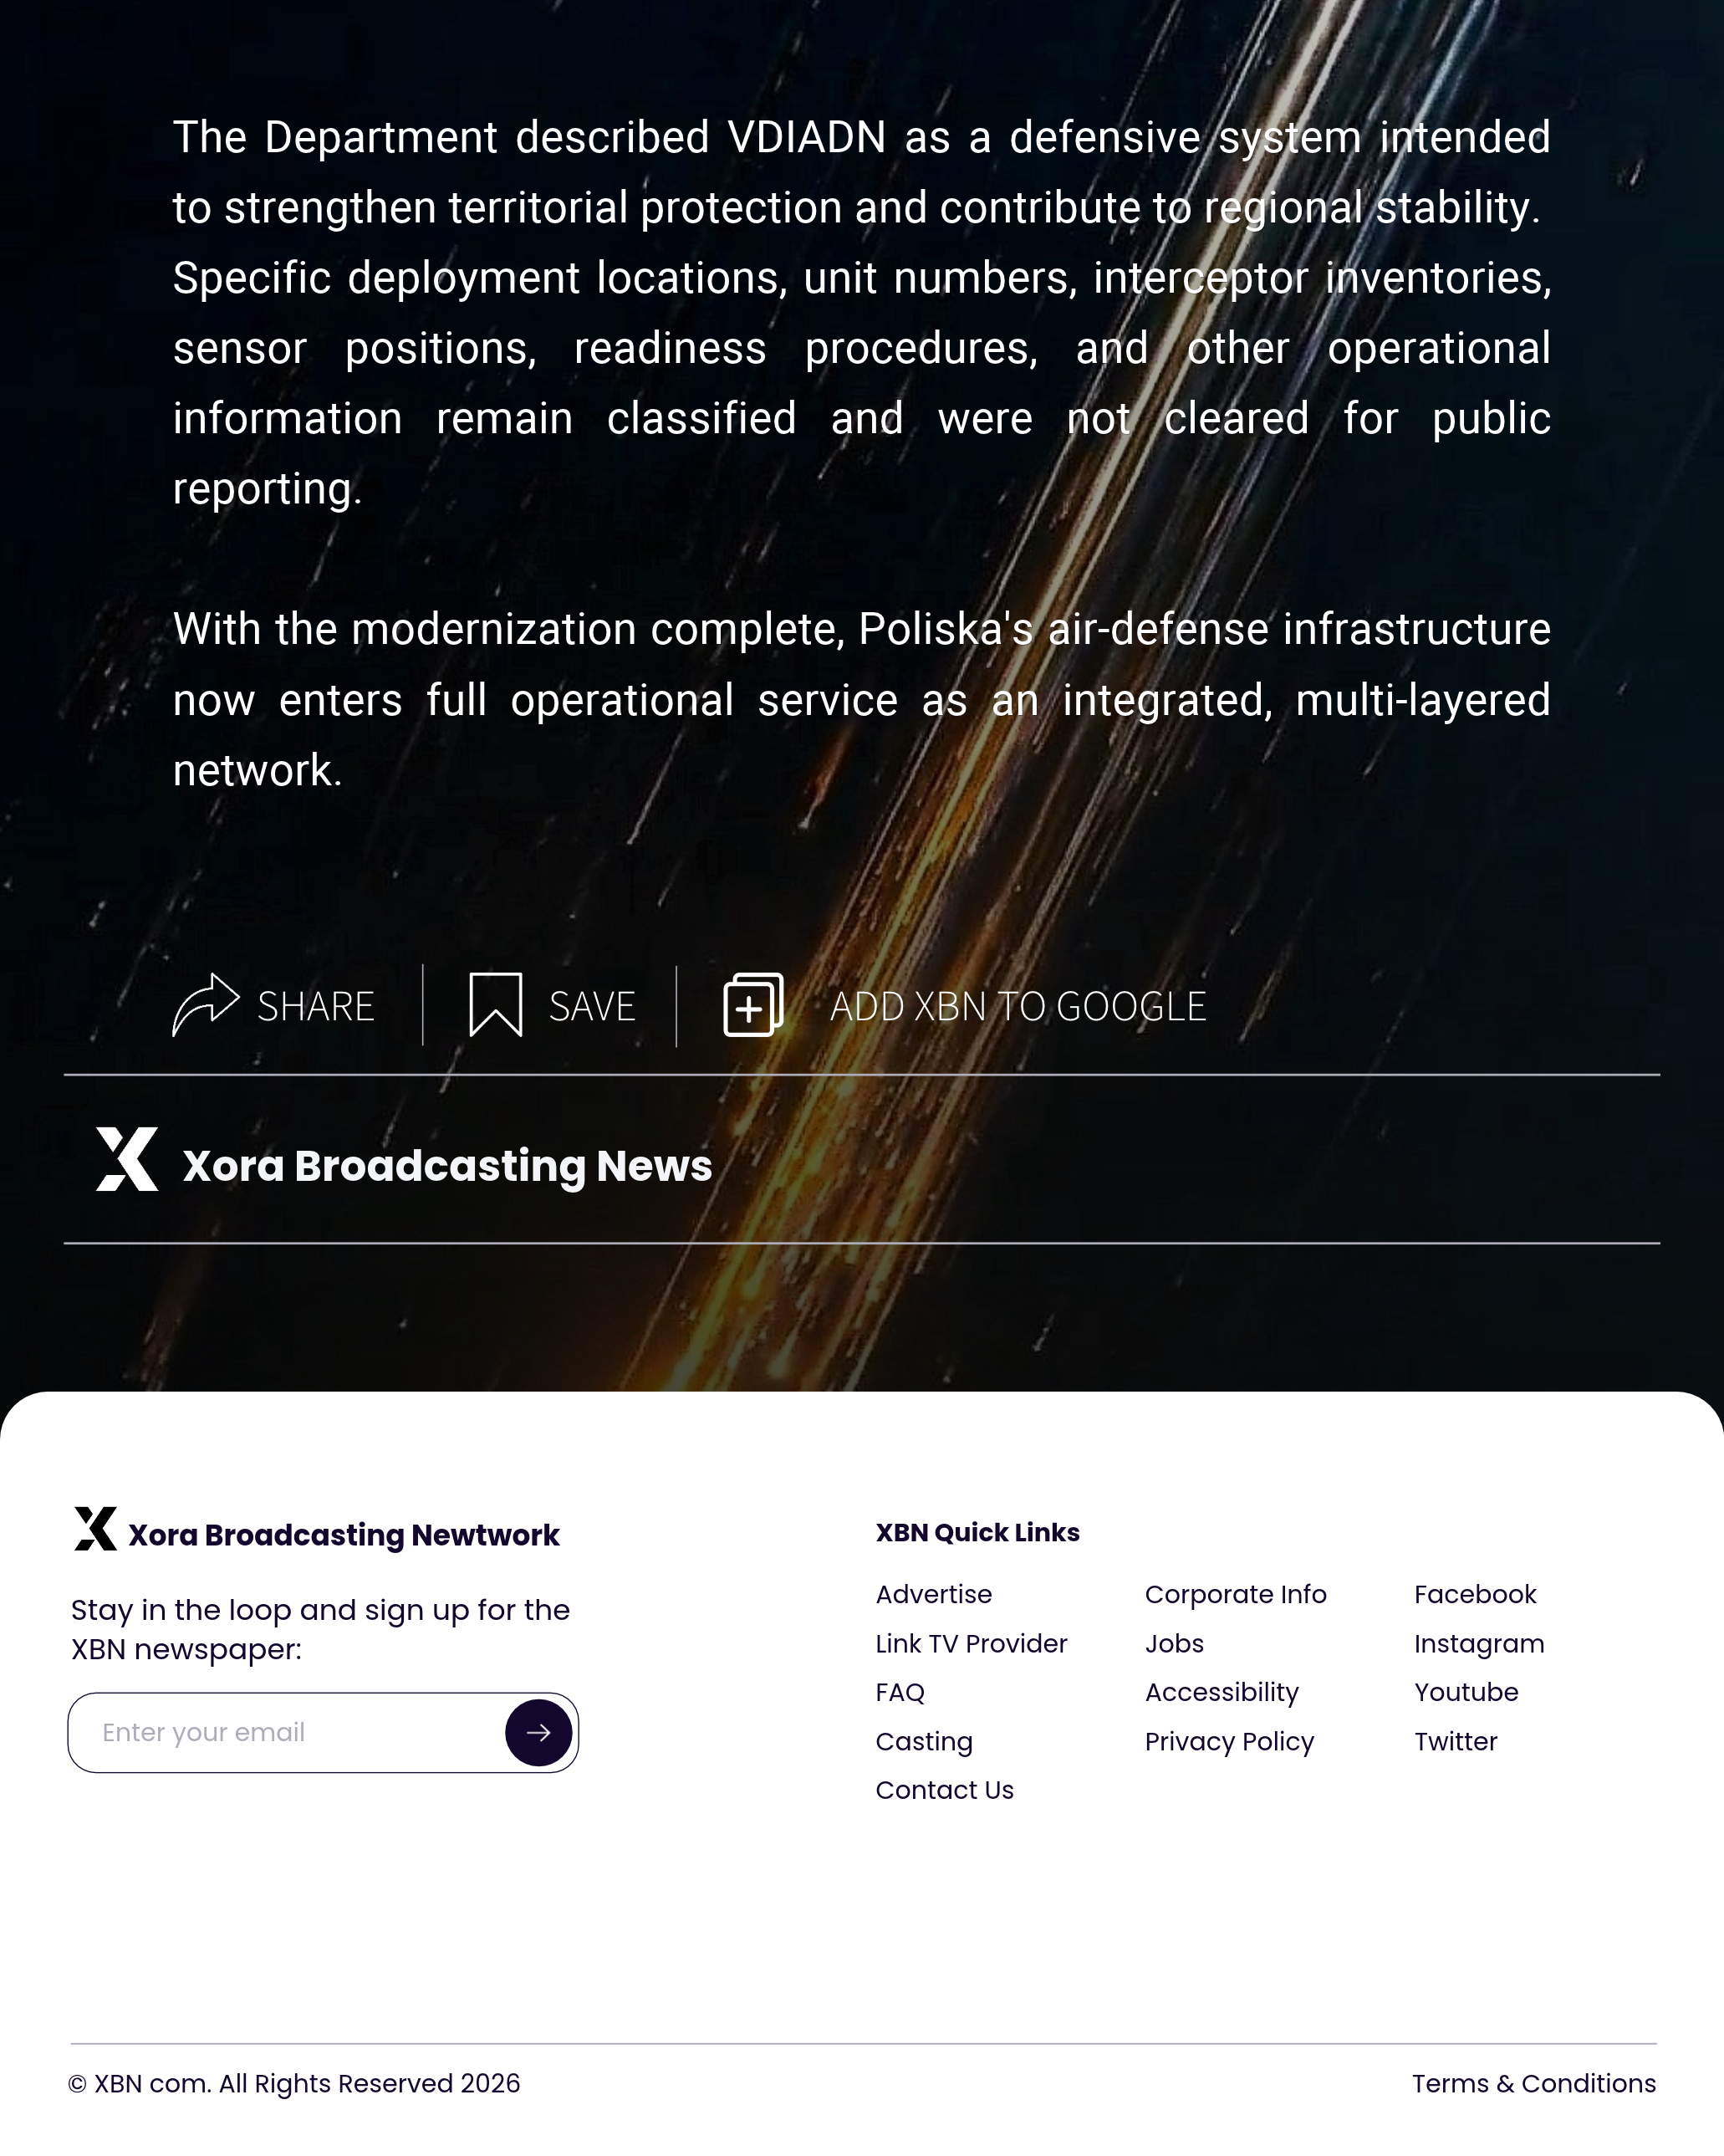 The Department described VDIADN as a defensive system intended
to strengthen territorial protection and contribute to regional stability.
Specific deployment locations, unit numbers, interceptor inventories,
sensor positions, readiness procedures, and other operational
information remain classified and were not cleared for public
reporting.
With the modernization complete, Poliska's air-defense infrastructure
now enters full operational service as an integrated, multi-layered
network.
SHARE SAVE ADD XBN TO GOOGLE
Xora Broadcasting News
Xora Broadcasting Newtwork
Stay in the loop and sign up for the
XBN newspaper:
Enter your email
XBN Quick Links
Advertise Corporate Info Facebook
Link TV Provider Jobs Instagram
FAQ Accessibility Youtube
Casting Privacy Policy Twitter
Contact Us
© XBN com. All Rights Reserved 2026 Terms & Conditions